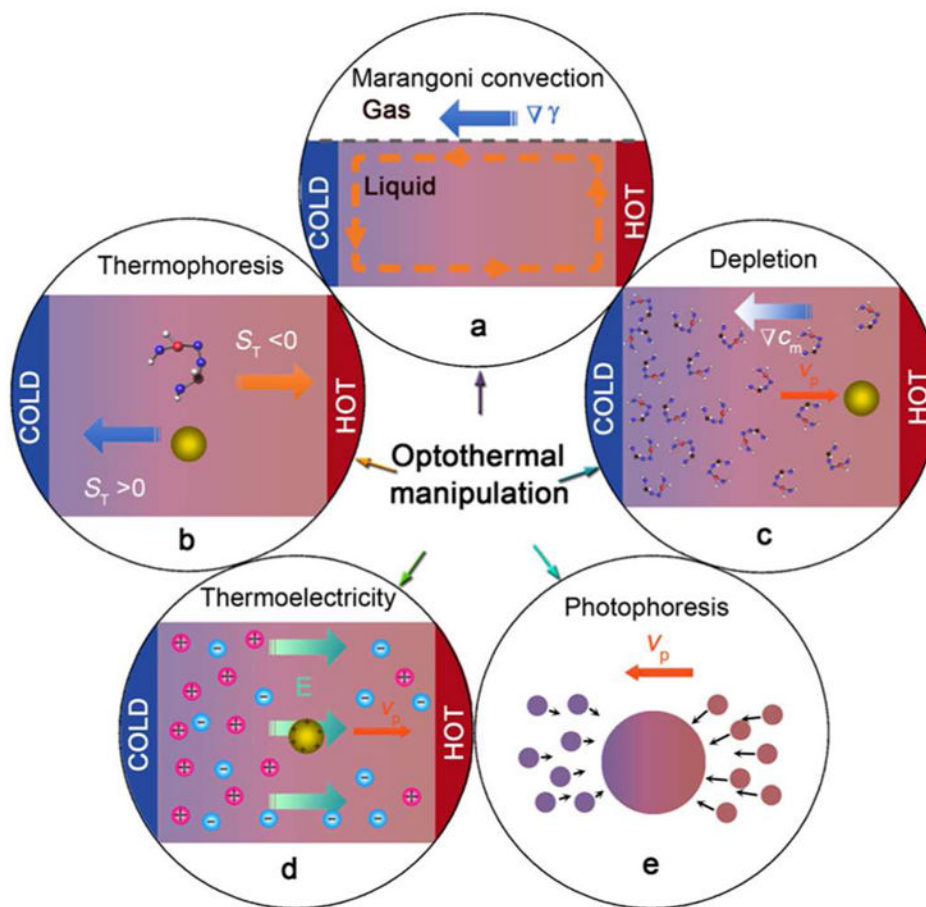 Marangoni convection
Gas
∇ γ
Liquid
COLD
HOT
a
Thermophoresis
S_T <0
S_T >0
COLD
HOT
b
Depletion
∇ c_m
v_p
COLD
HOT
c
Optothermal
manipulation
Thermoelectricity
E
v_p
COLD
HOT
d
Photophoresis
v_p
e